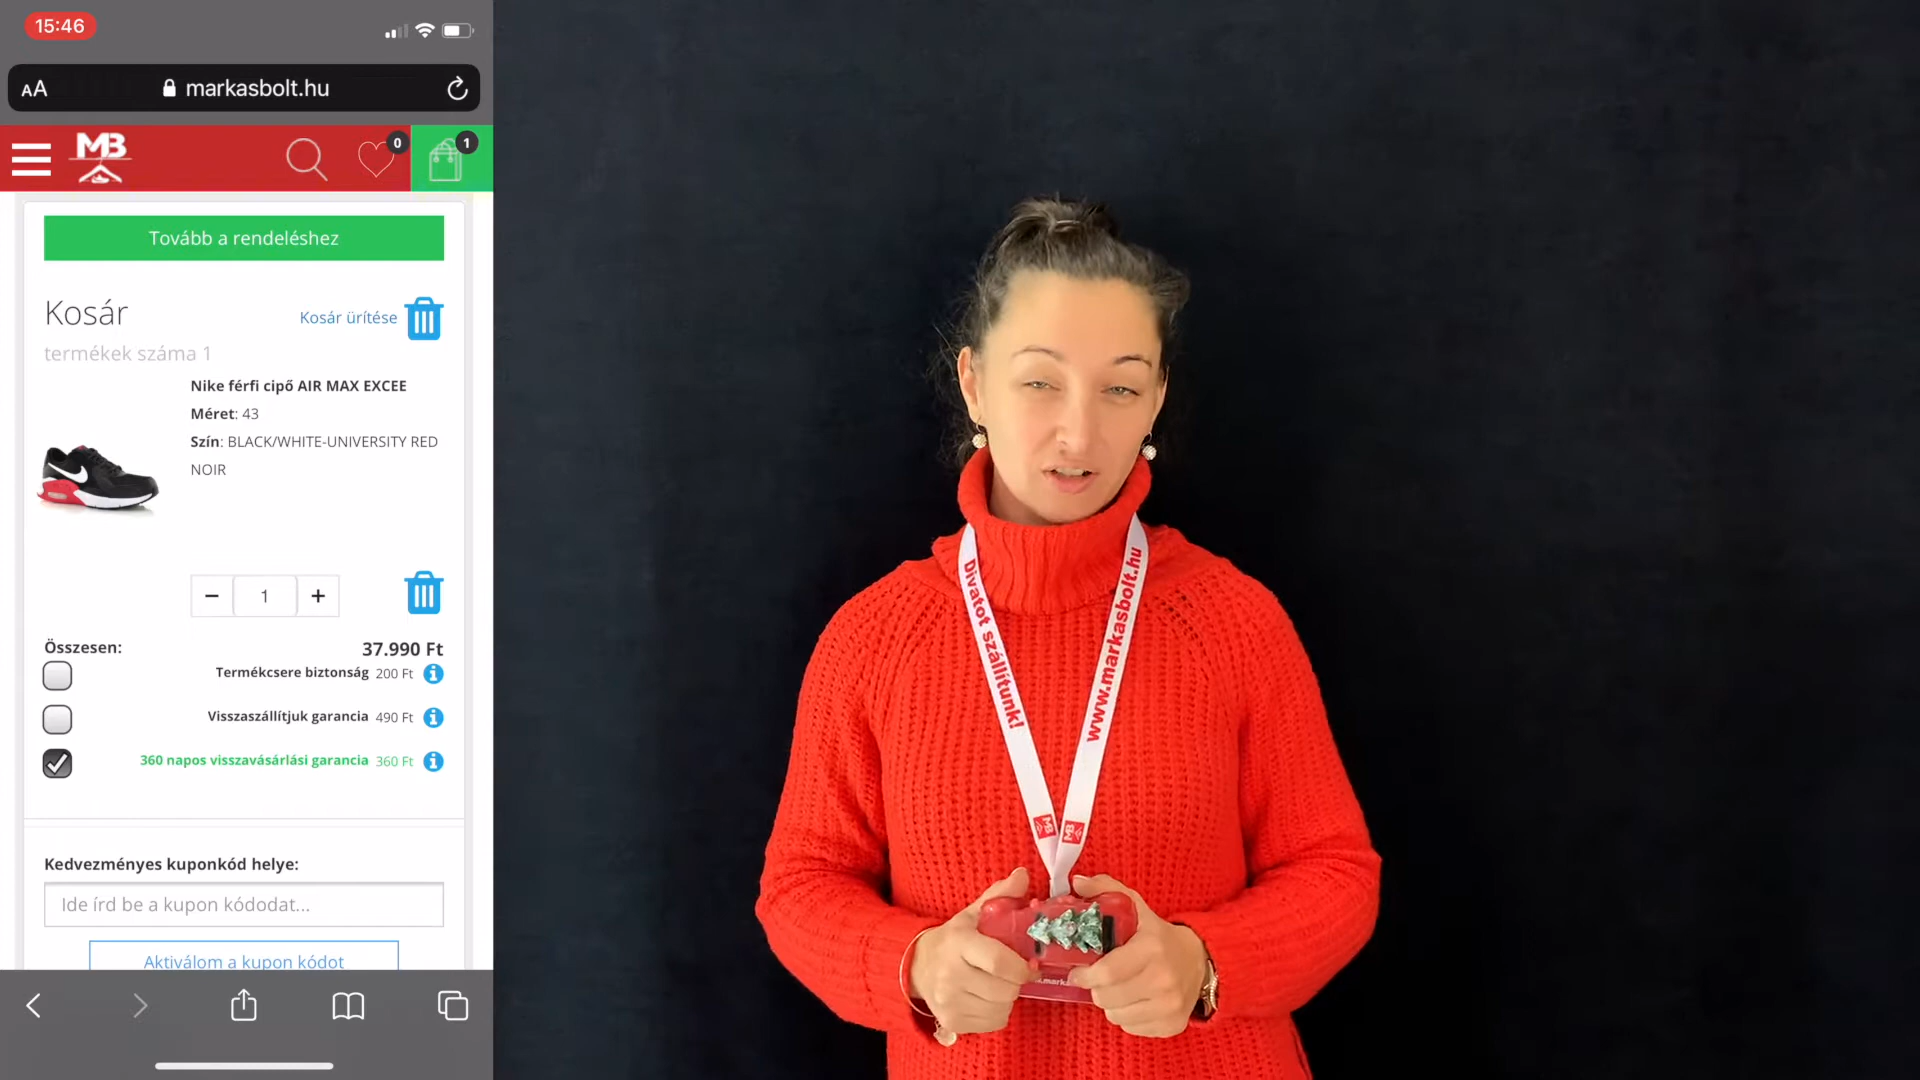 15:46
AA
markasbolt.hu
MB
0
1
Tovább a rendeléshez
Kosár
Kosár ürítése
termékek száma 1
Nike férfi cipő AIR MAX EXCEE
Méret: 43
Szín: BLACK/WHITE-UNIVERSITY RED
NOIR
− 1 +
Összesen:
37.990 Ft
Termékcsere biztonság 200 Ft
Visszaszállítjuk garancia 490 Ft
360 napos visszavásárlási garancia 360 Ft
Kedvezményes kuponkód helye:
Ide írd be a kupon kódodat...
Aktiválom a kupon kódot
Divatot szállítunk!
www.markasbolt.hu
MB
MB